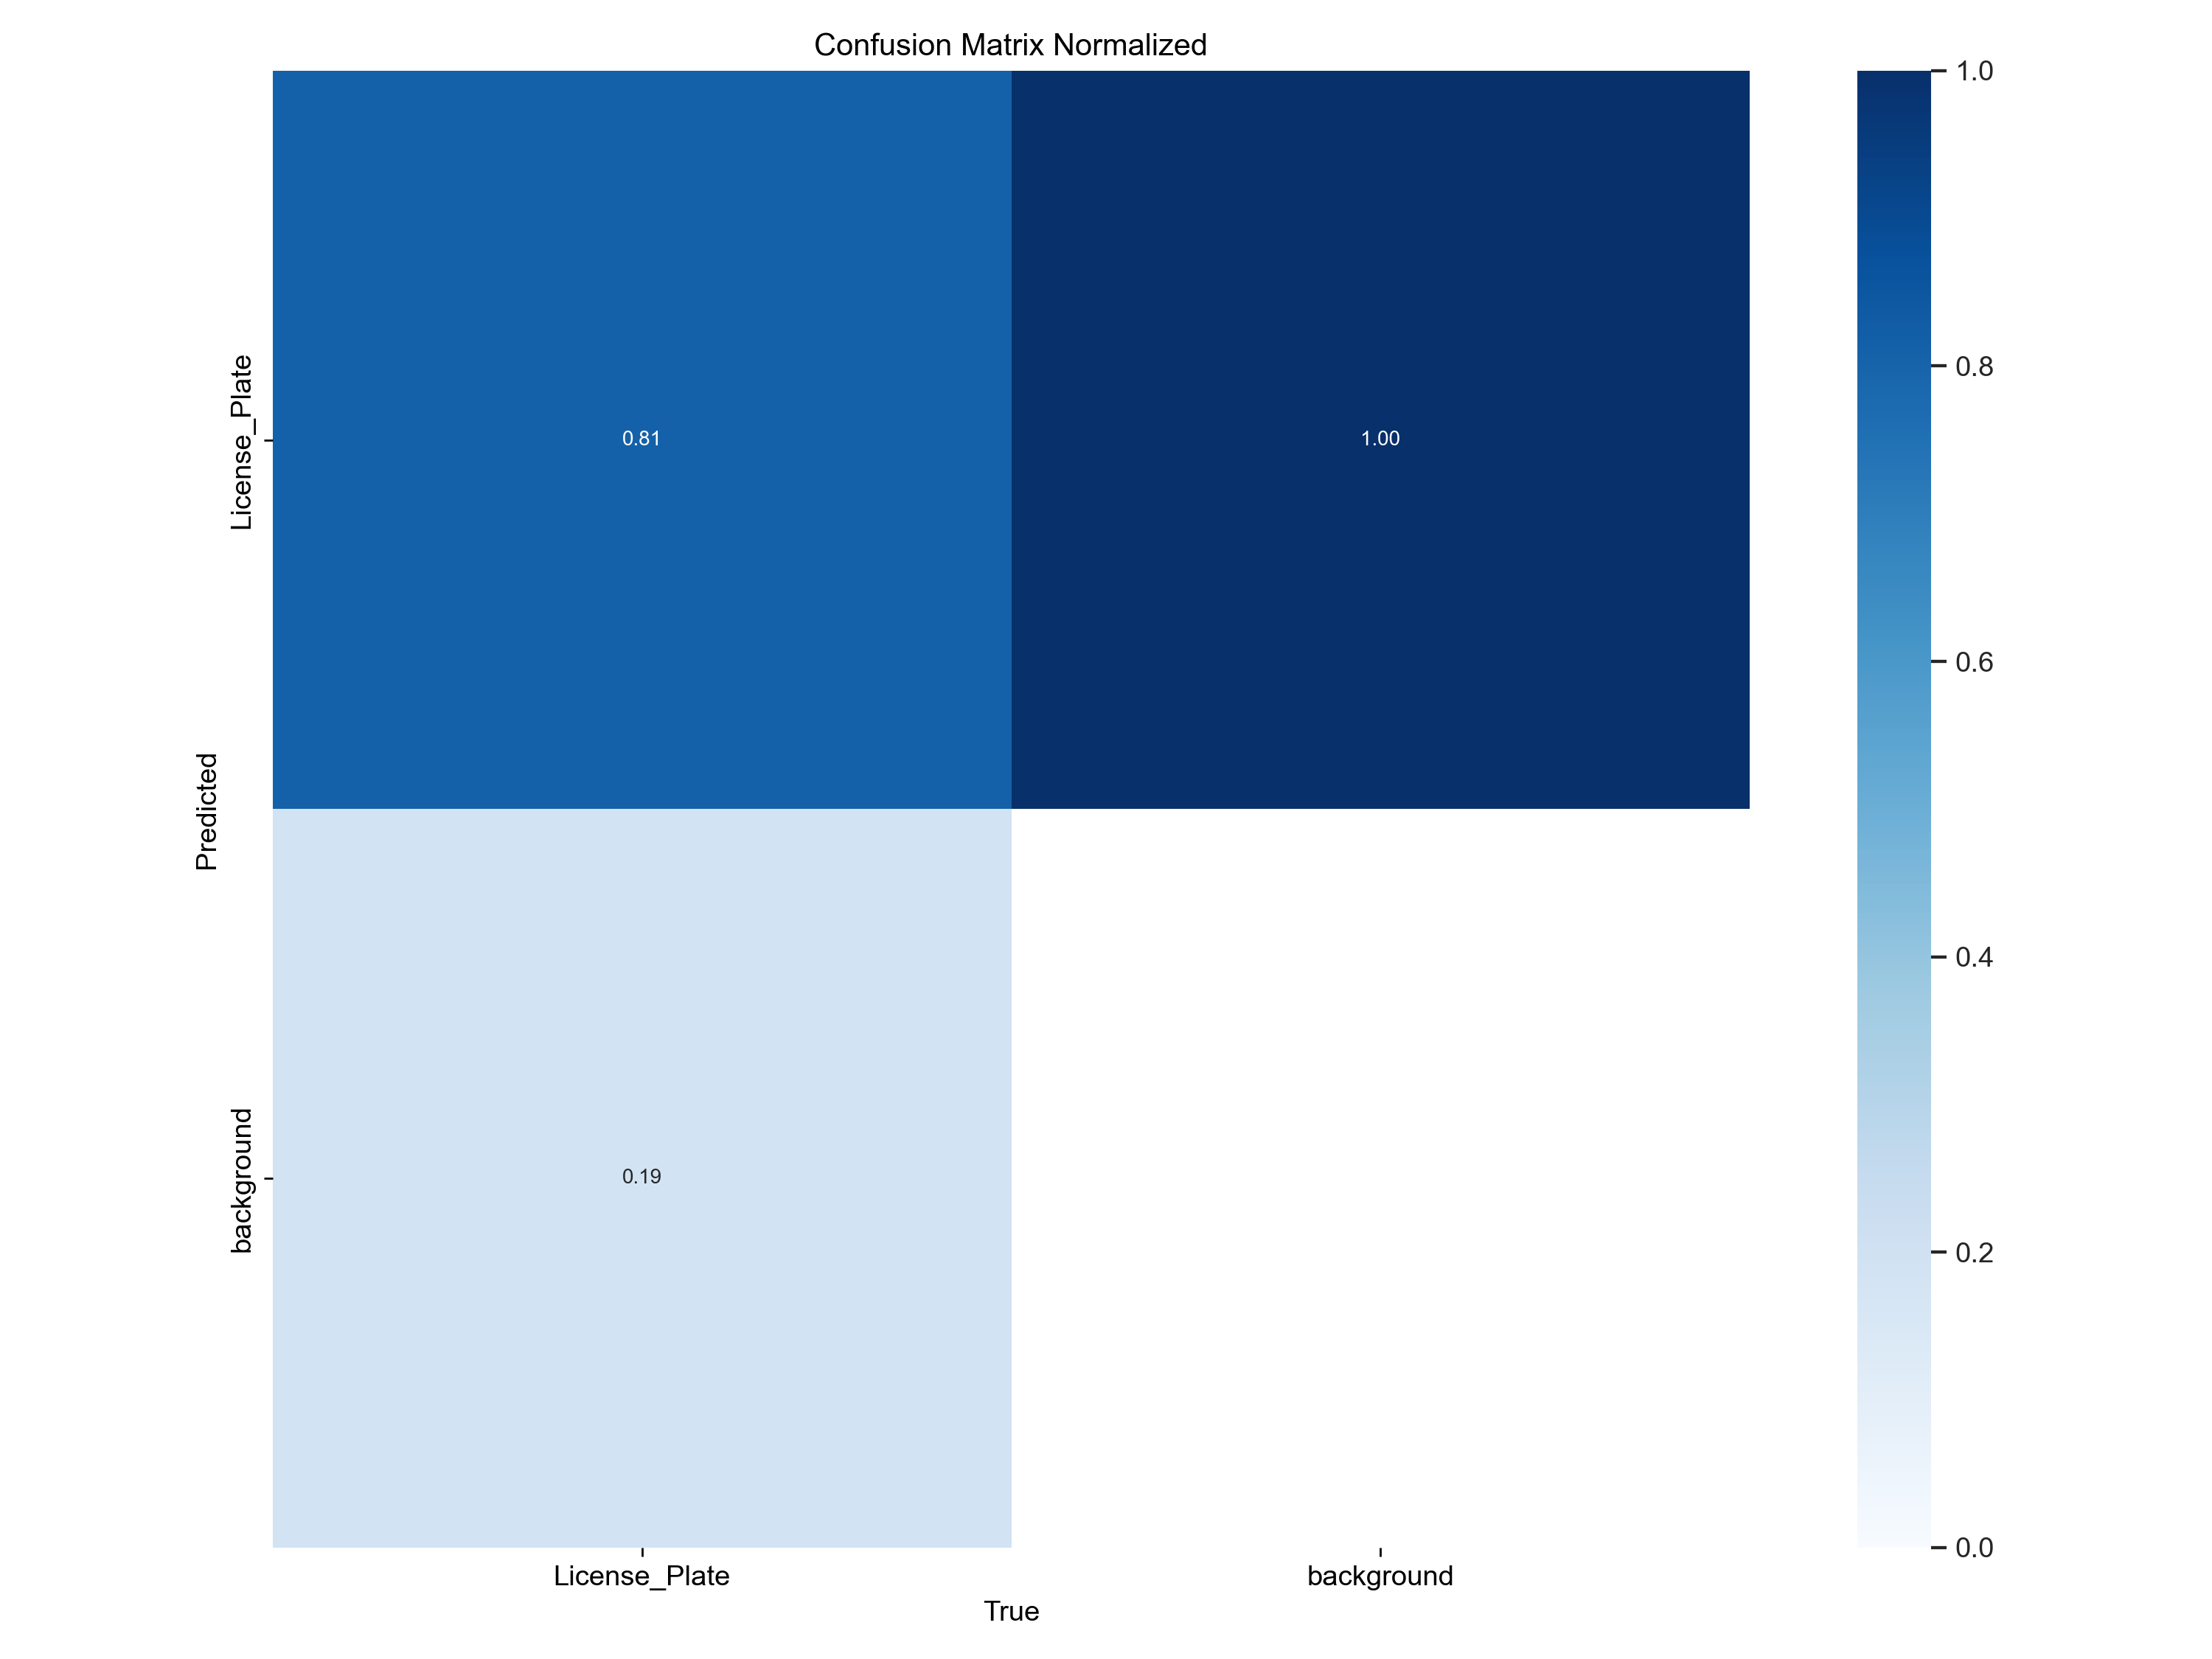 Confusion Matrix Normalized
1.0
0.8
0.6
0.4
0.2
0.0
Predicted
License_Plate
background
0.81
1.00
0.19
License_Plate
background
True